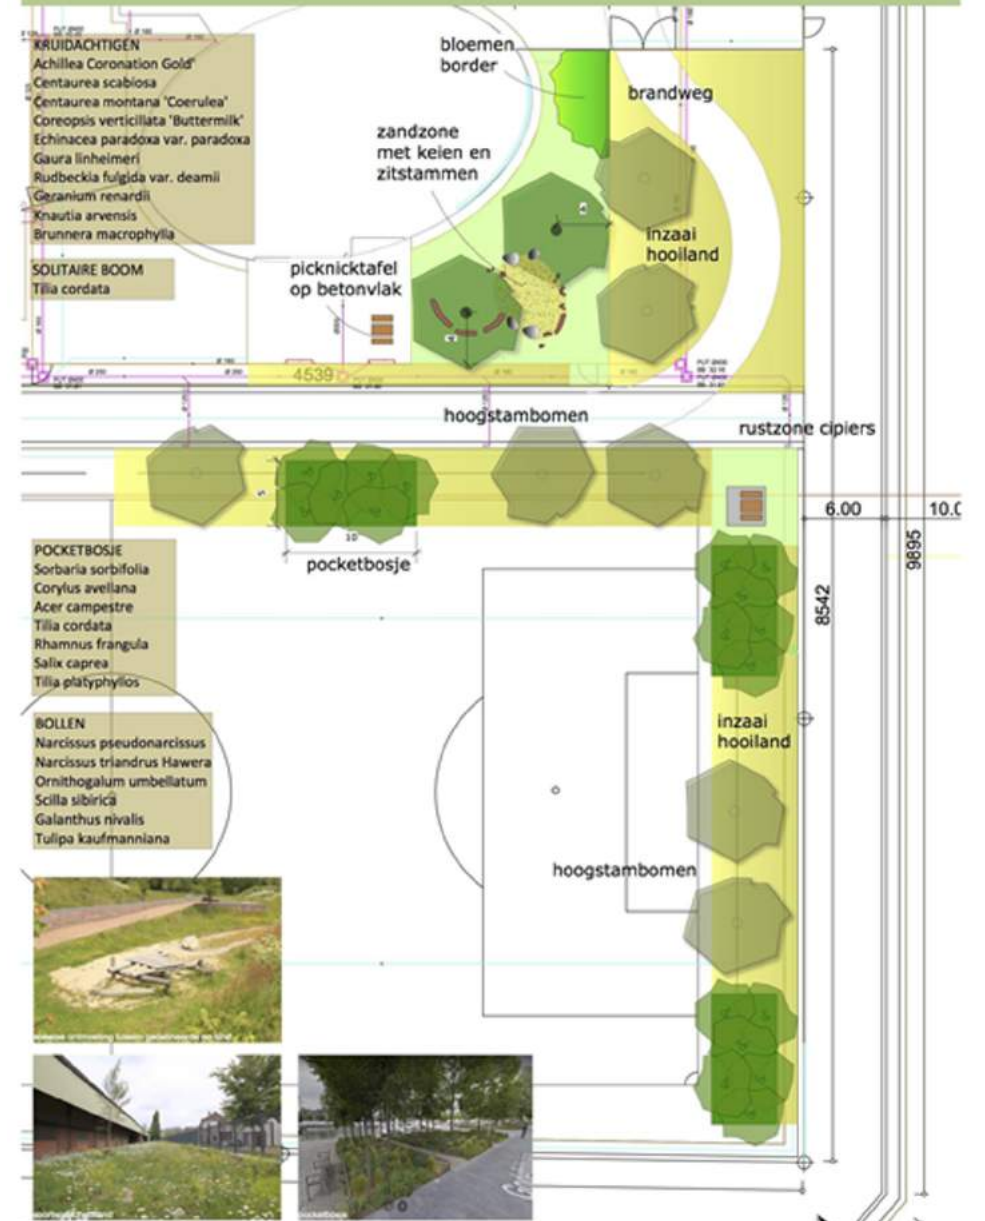 KRUIDACHTIGEN
Achillea Coronation Gold'
Centaurea scabiosa
Centaurea montana 'Coerulea'
Coreopsis verticillata 'Buttermilk'
Echinacea paradoxa var. paradoxa
Gaura linheimeri
Rudbeckia fulgida var. deamii
Geranium renardii
Knautia arvensis
Brunnera macrophylla
SOLITAIRE BOOM
Tilia cordata
bloemen
border
brandweg
zandzone
met keien en
zitstammen
inzaai
hooiland
picknicktafel
op betonvlak
4539
hoogstambomen
rustzone cipiers
6.00
10.0
9895
8542
5
10
pocketbosje
POCKETBOSJE
Sorbaria sorbifolia
Corylus avellana
Acer campestre
Tilia cordata
Rhamnus frangula
Salix caprea
Tilia platyphyllos
BOLLEN
Narcissus pseudonarcissus
Narcissus triandrus Hawera
Ornithogalum umbellatum
Scilla sibirica
Galanthus nivalis
Tulipa kaufmanniana
inzaai
hooiland
hoogstambomen
pocketbosje